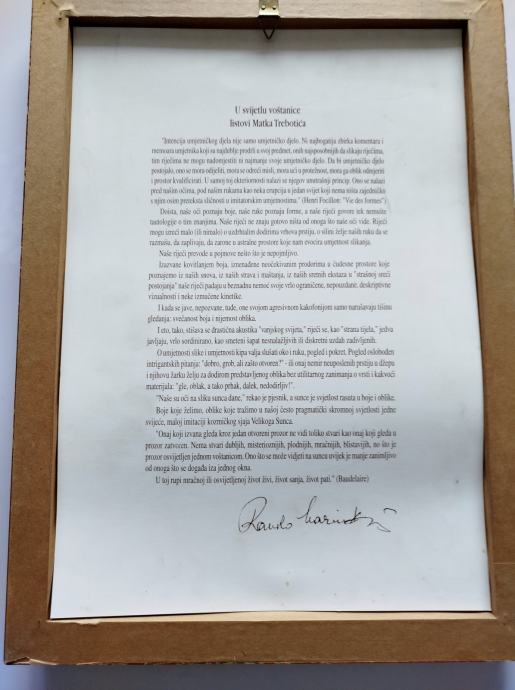 U svijetlu voštanice
listovi Matka Trebotića
"Intencija umjetničkog djela nije samo umjetničko djelo. Ni najbogatija zbirka komentara i
memoara umjetnika koji su najdublje prodrli u svoj predmet, onih najsposobnijih da slikaju riječima,
tim riječima ne mogu nadomjestiti ni najmanje svoje umjetničko djelo. Da bi umjetničko djelo
postojalo, ono se mora odijeliti, mora se odreći misli, mora ući u protežnost, mora ga oblik odmjeriti
i prostor kvalificirati. U samoj toj eksteriornosti nalazi se njegov unutrašnji princip. Ono se nalazi
pred našim očima, pod našim rukama kao neka erupcija u jedan svijet koji nema ništa zajedničko
s njim osim prozekta sličnosti u imitatorskim umjetnostima." (Henri Focillon: "Vie des formes")
Doista, naše oči poznaju boje, naše ruke poznaju forme, a naše riječi govore tek nemušte
tautologije o tim znanjima. Naše riječi ne znaju gotovo ništa od onoga što naše oči vide. Riječi
mogu izreći malo (ili nimalo) o uzdrhtalim dodirima vrhova prstiju, o silini želje naših ruku da se
razmašu, da zaplivaju, da zarone u astralne prostore koje nam evocira umjetnost slikanja.
Naše riječi prevode u pojmove nešto što je nepojmljivo.
Izazvane kovitlanjem boja, iznenađene neočekivanim prodorima u čudesne prostore koje
poznajemo iz naših snova, iz naših strava i maštanja, iz naših sretnih ekstaza u "strašnoj sreći
postojanja" naše riječi padaju u bezna­dnu nemoć svoje vrlo ograničene, nepouzdane, deskriptivne
vizualnosti i neke izmučene kinetike.
I kada se jave, nepozvane, tuđe, one svojom agresivnom kakofonijom samo narušavaju tišinu
gledanja: svečanost boja i nijemost oblika.
I eto, tako, stišava se drastična akustika "vanjskog svijeta," riječi se, kao "strana tijela," jedva
javljaju, vrlo sordinirano, kao smeteni šapat nesnalažljivih ili diskretni uzdah zadivljenih.
O umjetnosti slike i umjetnosti kipa valja slušati oko i ruku, pogled i pokret. Pogled oslobođen
intrigantskih pitanja: "dobro, grob, ali zašto otvoren?" - ili onaj nemir neuposlenih prstiju u džepu
i njihovu žarku želju za dodirom predstavljenog oblika bez utilitarnog zanimanja o vrsti i kakvoći
materijala: "gle, oblak, a tako prhak, dalek, nedodirljiv!".
"Naše su oči na sliku sunca dane," rekao je pjesnik, a sunce je svjetlost rasuta u boje i oblike.
Boje koje želimo, oblike koje tražimo u našoj često pragmatički skromnoj svjetlosti jedne
svijeće, maloj imitaciji kozmičkog sjaja Velikoga Sunca.
"Onaj koji izvana gleda kroz jedan otvoreni prozor ne vidi toliko stvari kao onaj koji gleda u
prozor zatvoren. Nema stvari dubljih, misterioznijih, plodnijih, mračnijih, blistavijih, no što je
prozor osvijetljen jednom voštanicom. Ono što se može vidjeti na suncu uvijek je manje zanimljivo
od onoga što se događa iza jednog okna.
U toj rupi mračnoj ili osvijetljenoj život živi, život sanja, život pati." (Baudelaire)